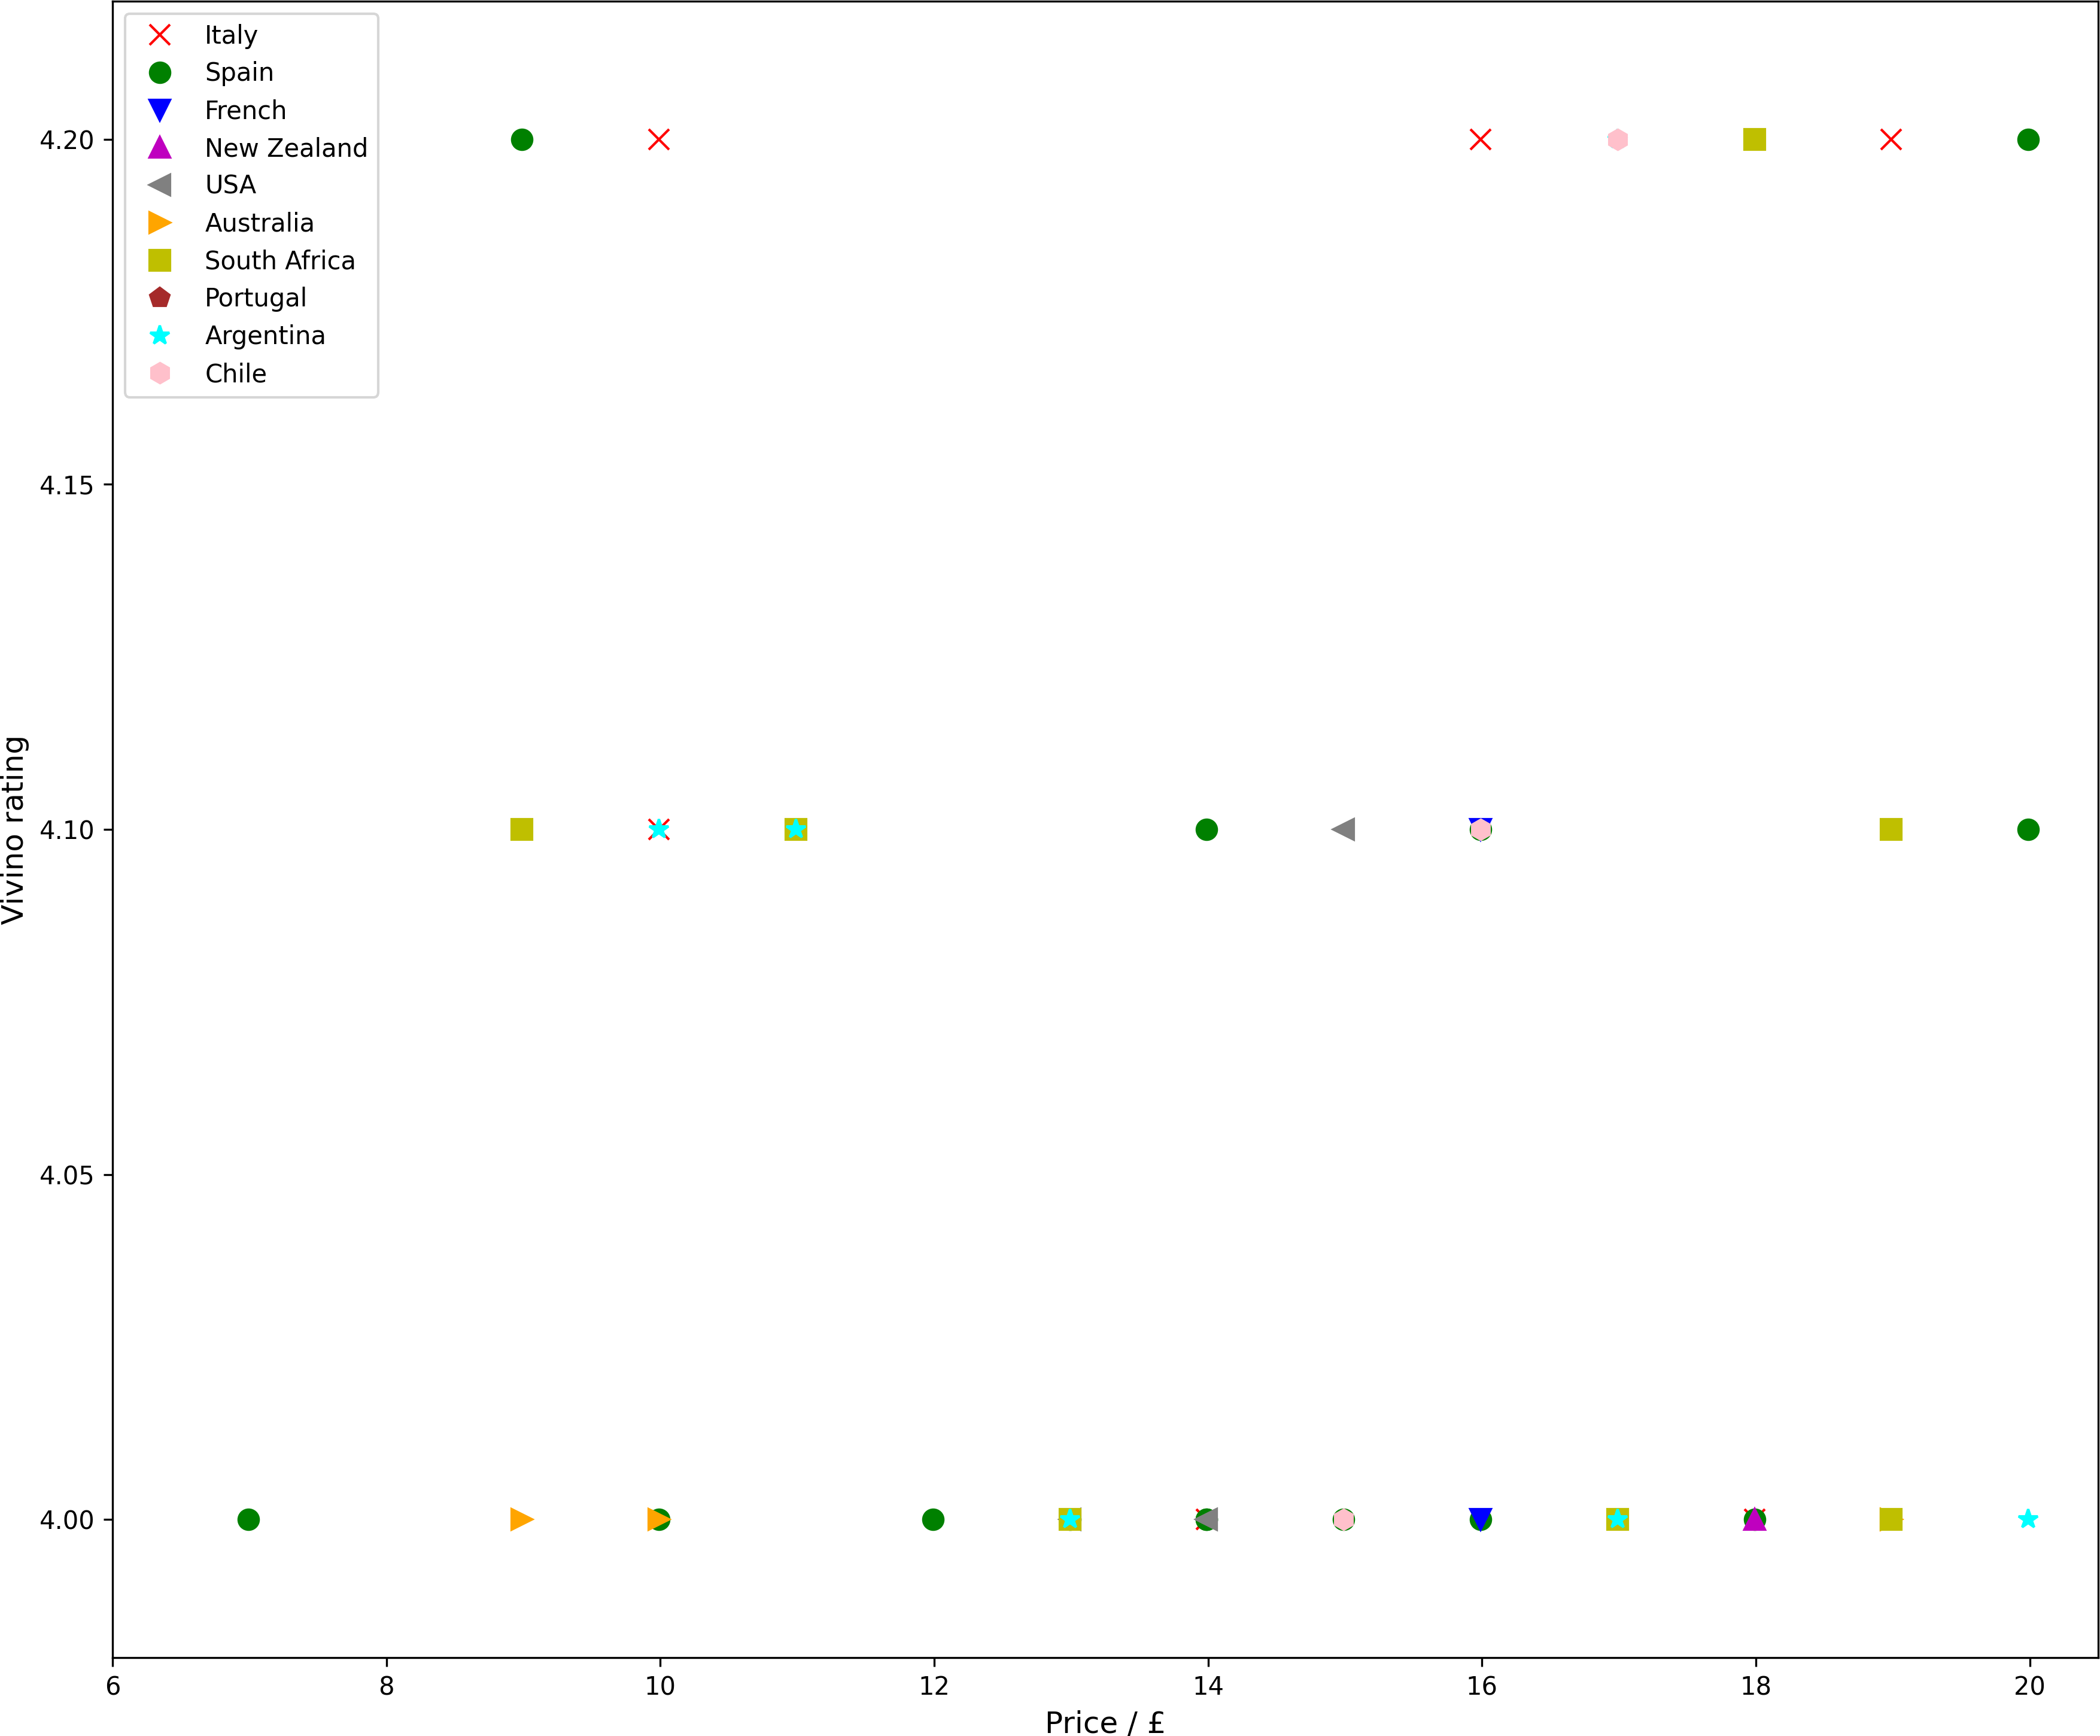 Italy
Spain
French
New Zealand
USA
Australia
South Africa
Portugal
Argentina
Chile
4.20
4.15
4.10
4.05
4.00
Vivino rating
6 8 10 12 14 16 18 20
Price / £